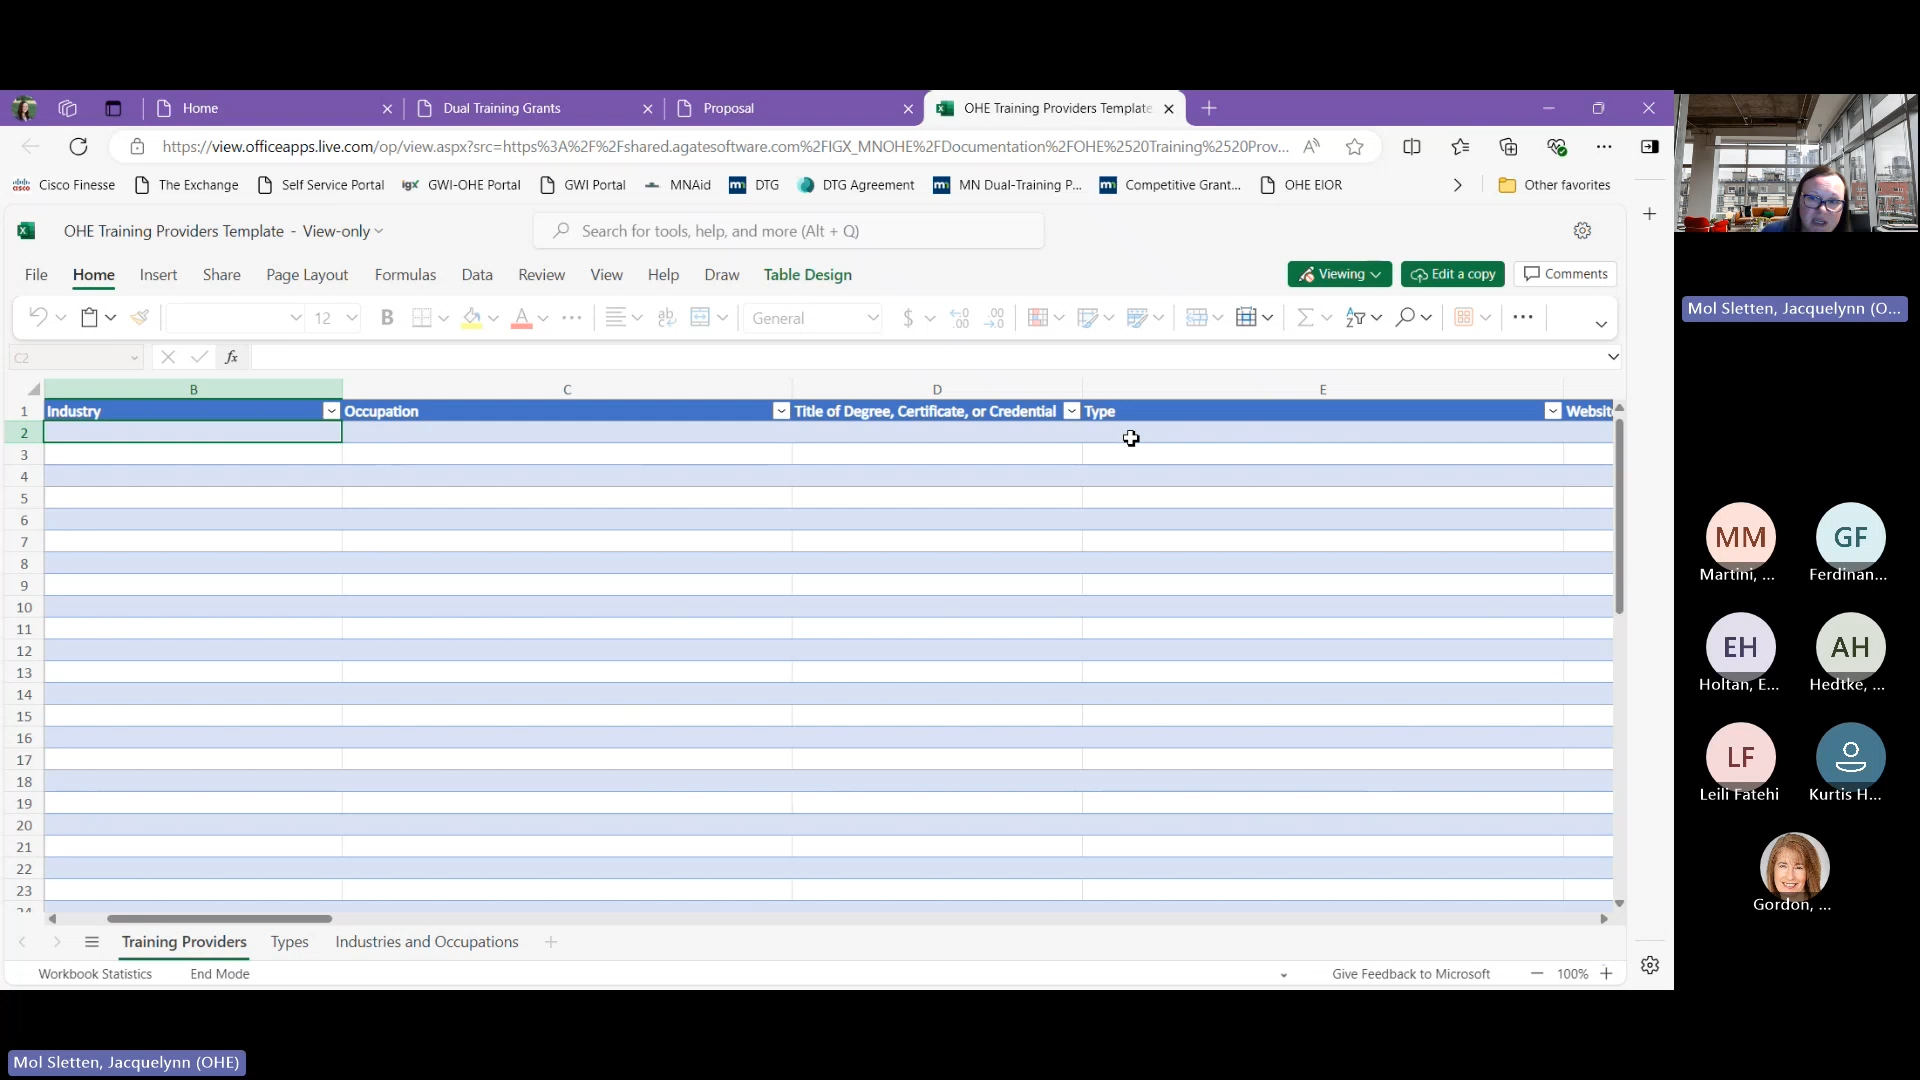 Home
Dual Training Grants
Proposal
OHE Training Providers Template
https://view.officeapps.live.com/op/view.aspx?src=https%3A%2F%2Fshared.agatesoftware.com%2FIGX_MNOHE%2FDocumentation%2FOHE%2520Training%2520Prov...
Cisco Finesse
The Exchange
Self Service Portal
igx GWI-OHE Portal
GWI Portal
MNAid
DTG
DTG Agreement
MN Dual-Training P...
Competitive Grant...
OHE EIOR
Other favorites
OHE Training Providers Template - View-only
Search for tools, help, and more (Alt + Q)
File Home Insert Share Page Layout Formulas Data Review View Help Draw Table Design
Viewing
Edit a copy
Comments
12
B
General
$
C2
fx
B C D E
1 Industry Occupation Title of Degree, Certificate, or Credential Type Websit
2
3
4
5
6
7
8
9
10
11
12
13
14
15
16
17
18
19
20
21
22
23
24
Training Providers Types Industries and Occupations
Workbook Statistics End Mode Give Feedback to Microsoft 100%
Mol Sletten, Jacquelynn (O...
MM
Martini, ...
GF
Ferdinan...
EH
Holtan, E...
AH
Hedtke, ...
LF
Leili Fatehi
Kurtis H...
Gordon, ...
Mol Sletten, Jacquelynn (OHE)